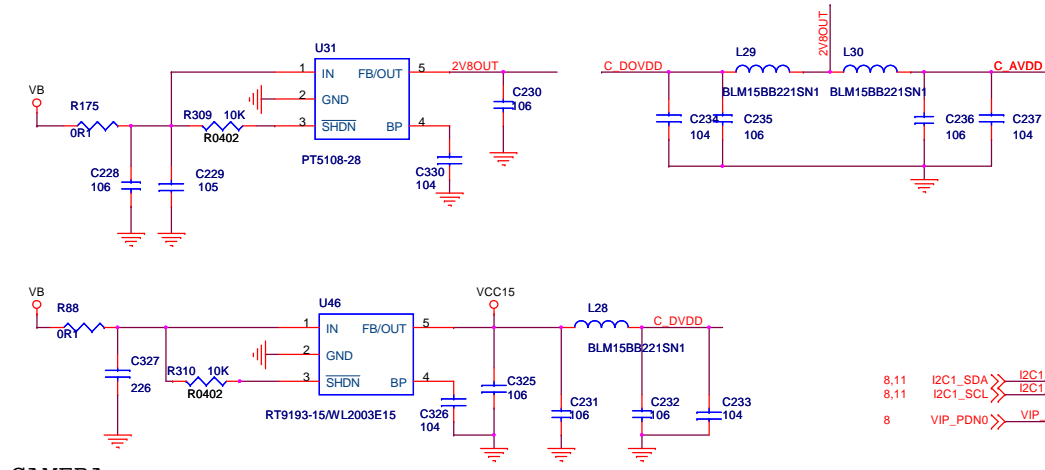 U31
1 IN FB/OUT 5 2V8OUT
2 GND
3 SHDN BP 4
PT5108-28
VB
R175
0R1
R309 10K
R0402
C228
106
C229
105
C330
104
C230
106
2V8OUT
C_DOVDD
L29
BLM15BB221SN1
L30
BLM15BB221SN1
C_AVDD
C234
104
C235
106
C236
106
C237
104
VB
R88
0R1
U46
1 IN FB/OUT 5
2 GND
3 SHDN BP 4
RT9193-15/WL2003E15
C327
226
R310 10K
R0402
VCC15
L28
BLM15BB221SN1
C_DVDD
C325
106
C326
104
C231
106
C232
106
C233
104
8,11 I2C1_SDA I2C1
8,11 I2C1_SCL I2C1
8 VIP_PDN0 VIP_
CAMERA